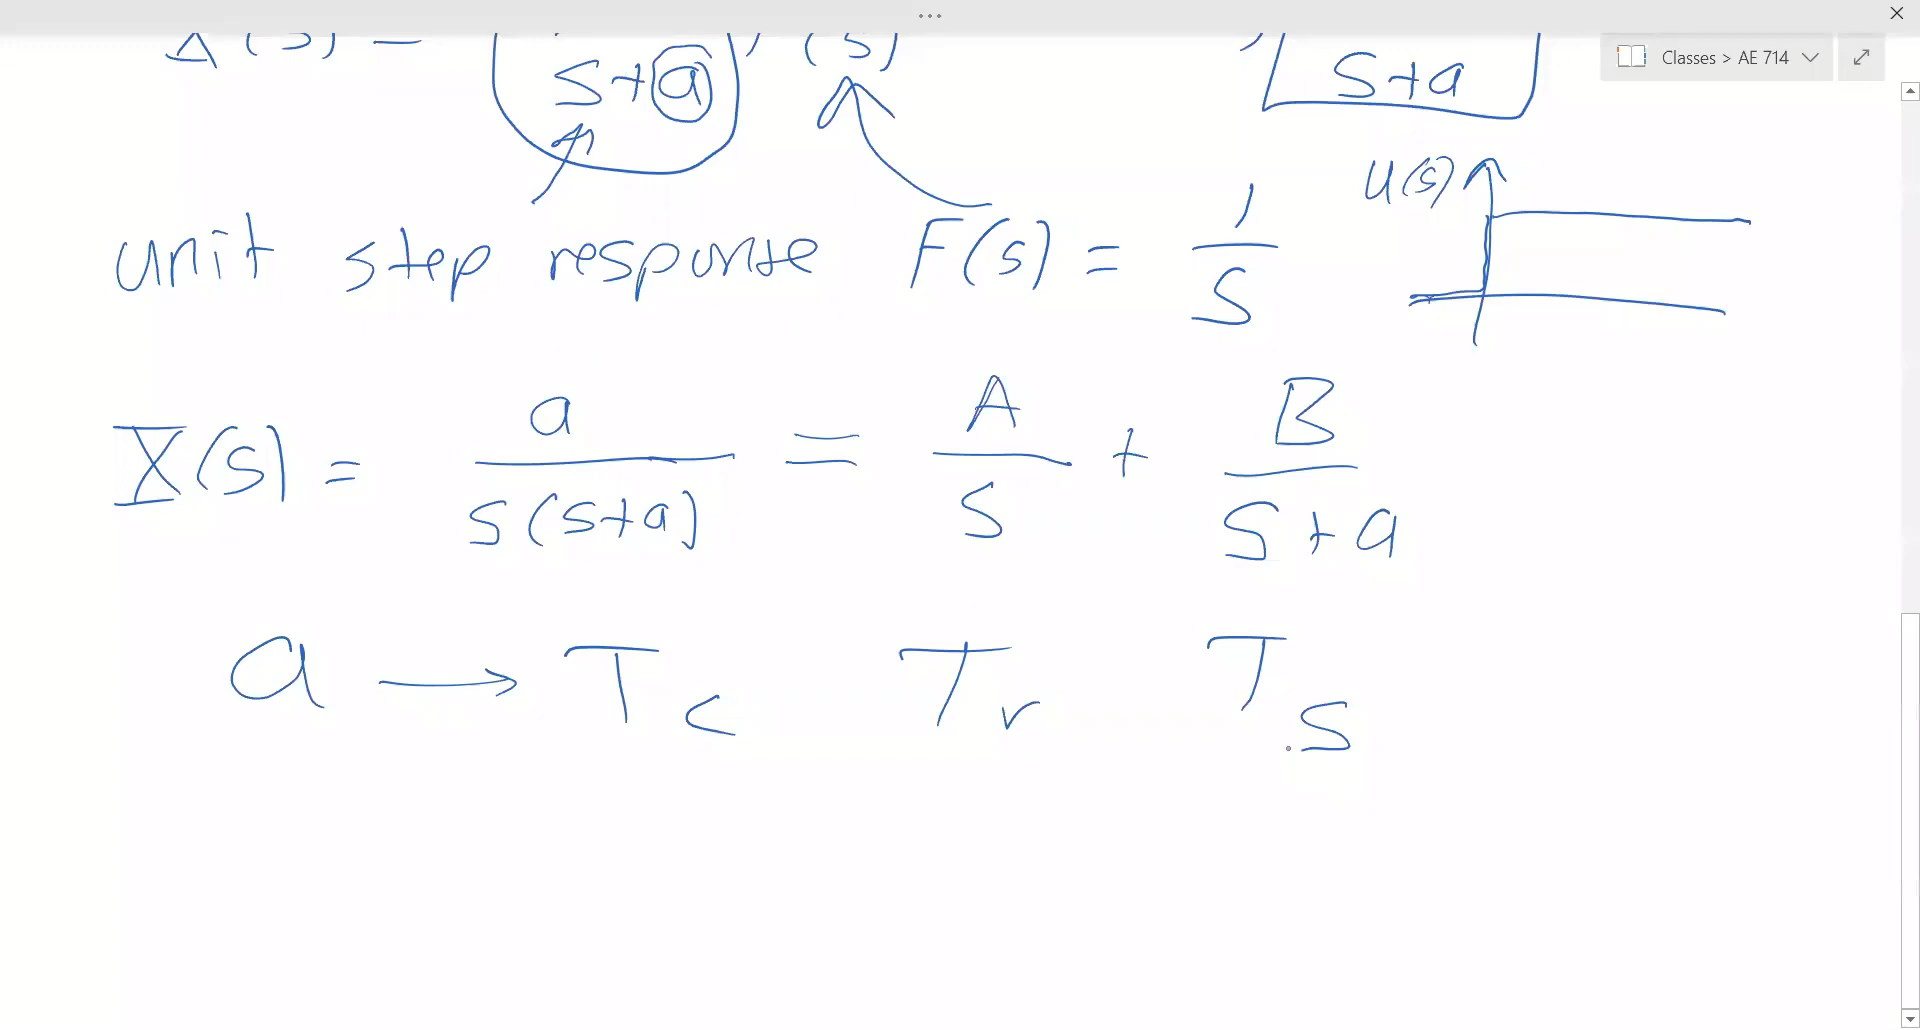 Classes > AE 714
X(s) = s+a F(s)
s+a
u(s)
unit step response F(s) = 1/s
X(s) = a/(s(s+a)) = A/s + B/(s+a)
a → Tc Tr Ts